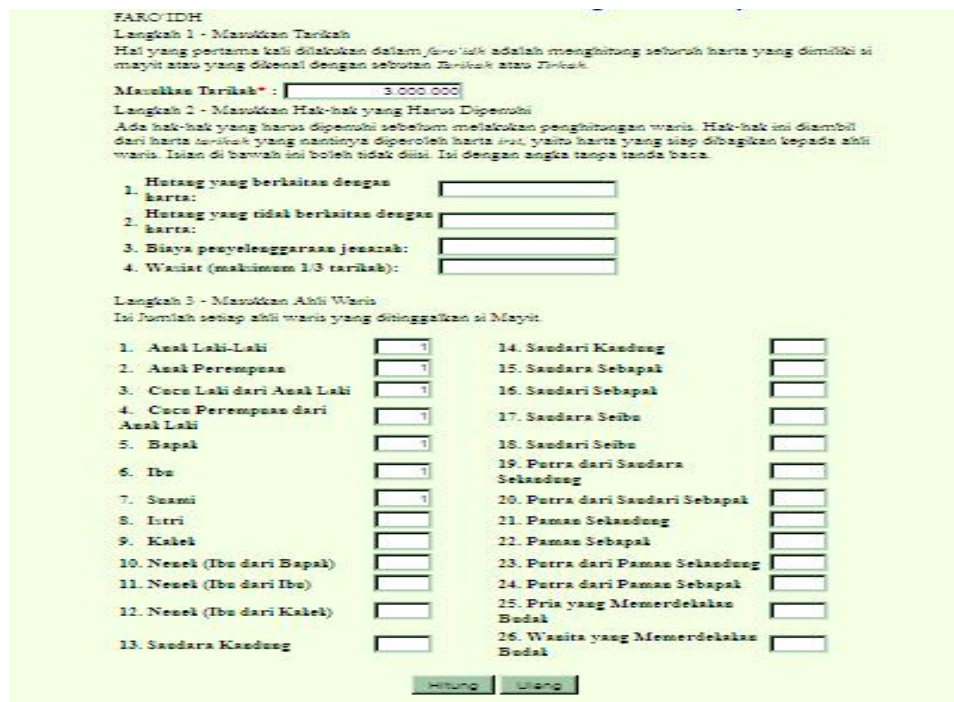 FARO'IDH
Langkah 1 - Masukkan Tarikah
Hal yang pertama kali dilakukan dalam faro'idh adalah menghitung seluruh harta yang dimiliki si
mayit atau yang dikenal dengan sebutan Tarikah atau Tirkah.
Masukkan Tarikah* : 3.000.000
Langkah 2 - Masukkan Hak-hak yang Harus Dipenuhi
Ada hak-hak yang harus dipenuhi sebelum melakukan penghitungan waris. Hak-hak ini diambil
dari harta tarikah yang nantinya diperoleh harta irst, yaitu harta yang siap dibagikan kepada ahli
waris. Isian di bawah ini boleh tidak diisi. Isi dengan angka tanpa tanda baca.
1. Hutang yang berkaitan dengan
harta:
2. Hutang yang tidak berkaitan dengan
harta:
3. Biaya penyelenggaraan jenazah:
4. Wasiat (maksimum 1/3 tarikah):
Langkah 3 - Masukkan Ahli Waris
Isi Jumlah setiap ahli waris yang ditinggalkan si Mayit.
1. Anak Laki-Laki 1
2. Anak Perempuan 1
3. Cucu Laki dari Anak Laki 1
4. Cucu Perempuan dari
Anak Laki 1
5. Bapak 1
6. Ibu 1
7. Suami 1
8. Istri
9. Kakek
10. Nenek (Ibu dari Bapak)
11. Nenek (Ibu dari Ibu)
12. Nenek (Ibu dari Kakek)
13. Saudara Kandung
14. Saudari Kandung
15. Saudara Sebapak
16. Saudari Sebapak
17. Saudara Seibu
18. Saudari Seibu
19. Putra dari Saudara
Sekandung
20. Putra dari Saudari Sebapak
21. Paman Sekandung
22. Paman Sebapak
23. Putra dari Paman Sekandung
24. Putra dari Paman Sebapak
25. Pria yang Memerdekakan
Budak
26. Wanita yang Memerdekakan
Budak
Hitung Ulang